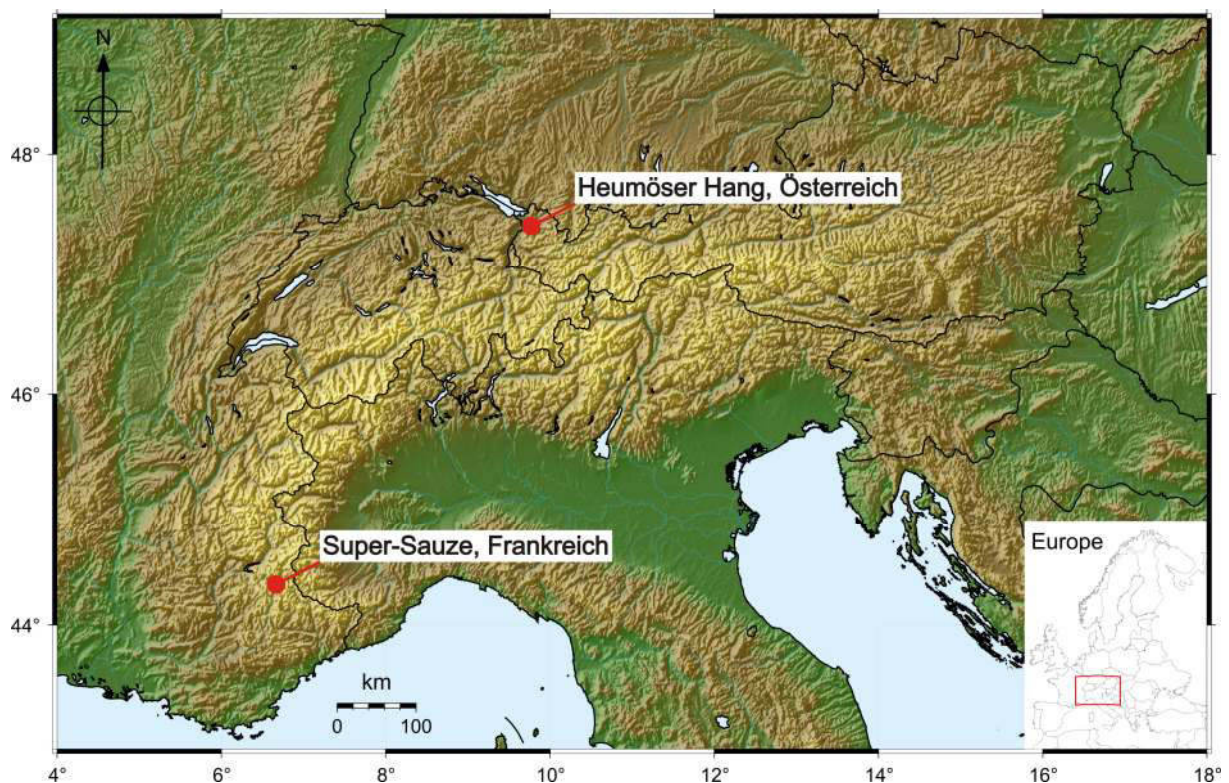 N
48°
Heumöser Hang, Österreich
46°
Super-Sauze, Frankreich
Europe
44°
km
0 100
4° 6° 8° 10° 12° 14° 16° 18°